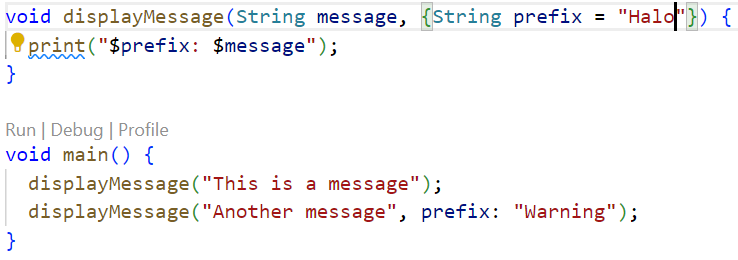 void displayMessage(String message, {String prefix = "Halo"}) {
  print("$prefix: $message");
}
Run | Debug | Profile
void main() {
  displayMessage("This is a message");
  displayMessage("Another message", prefix: "Warning");
}